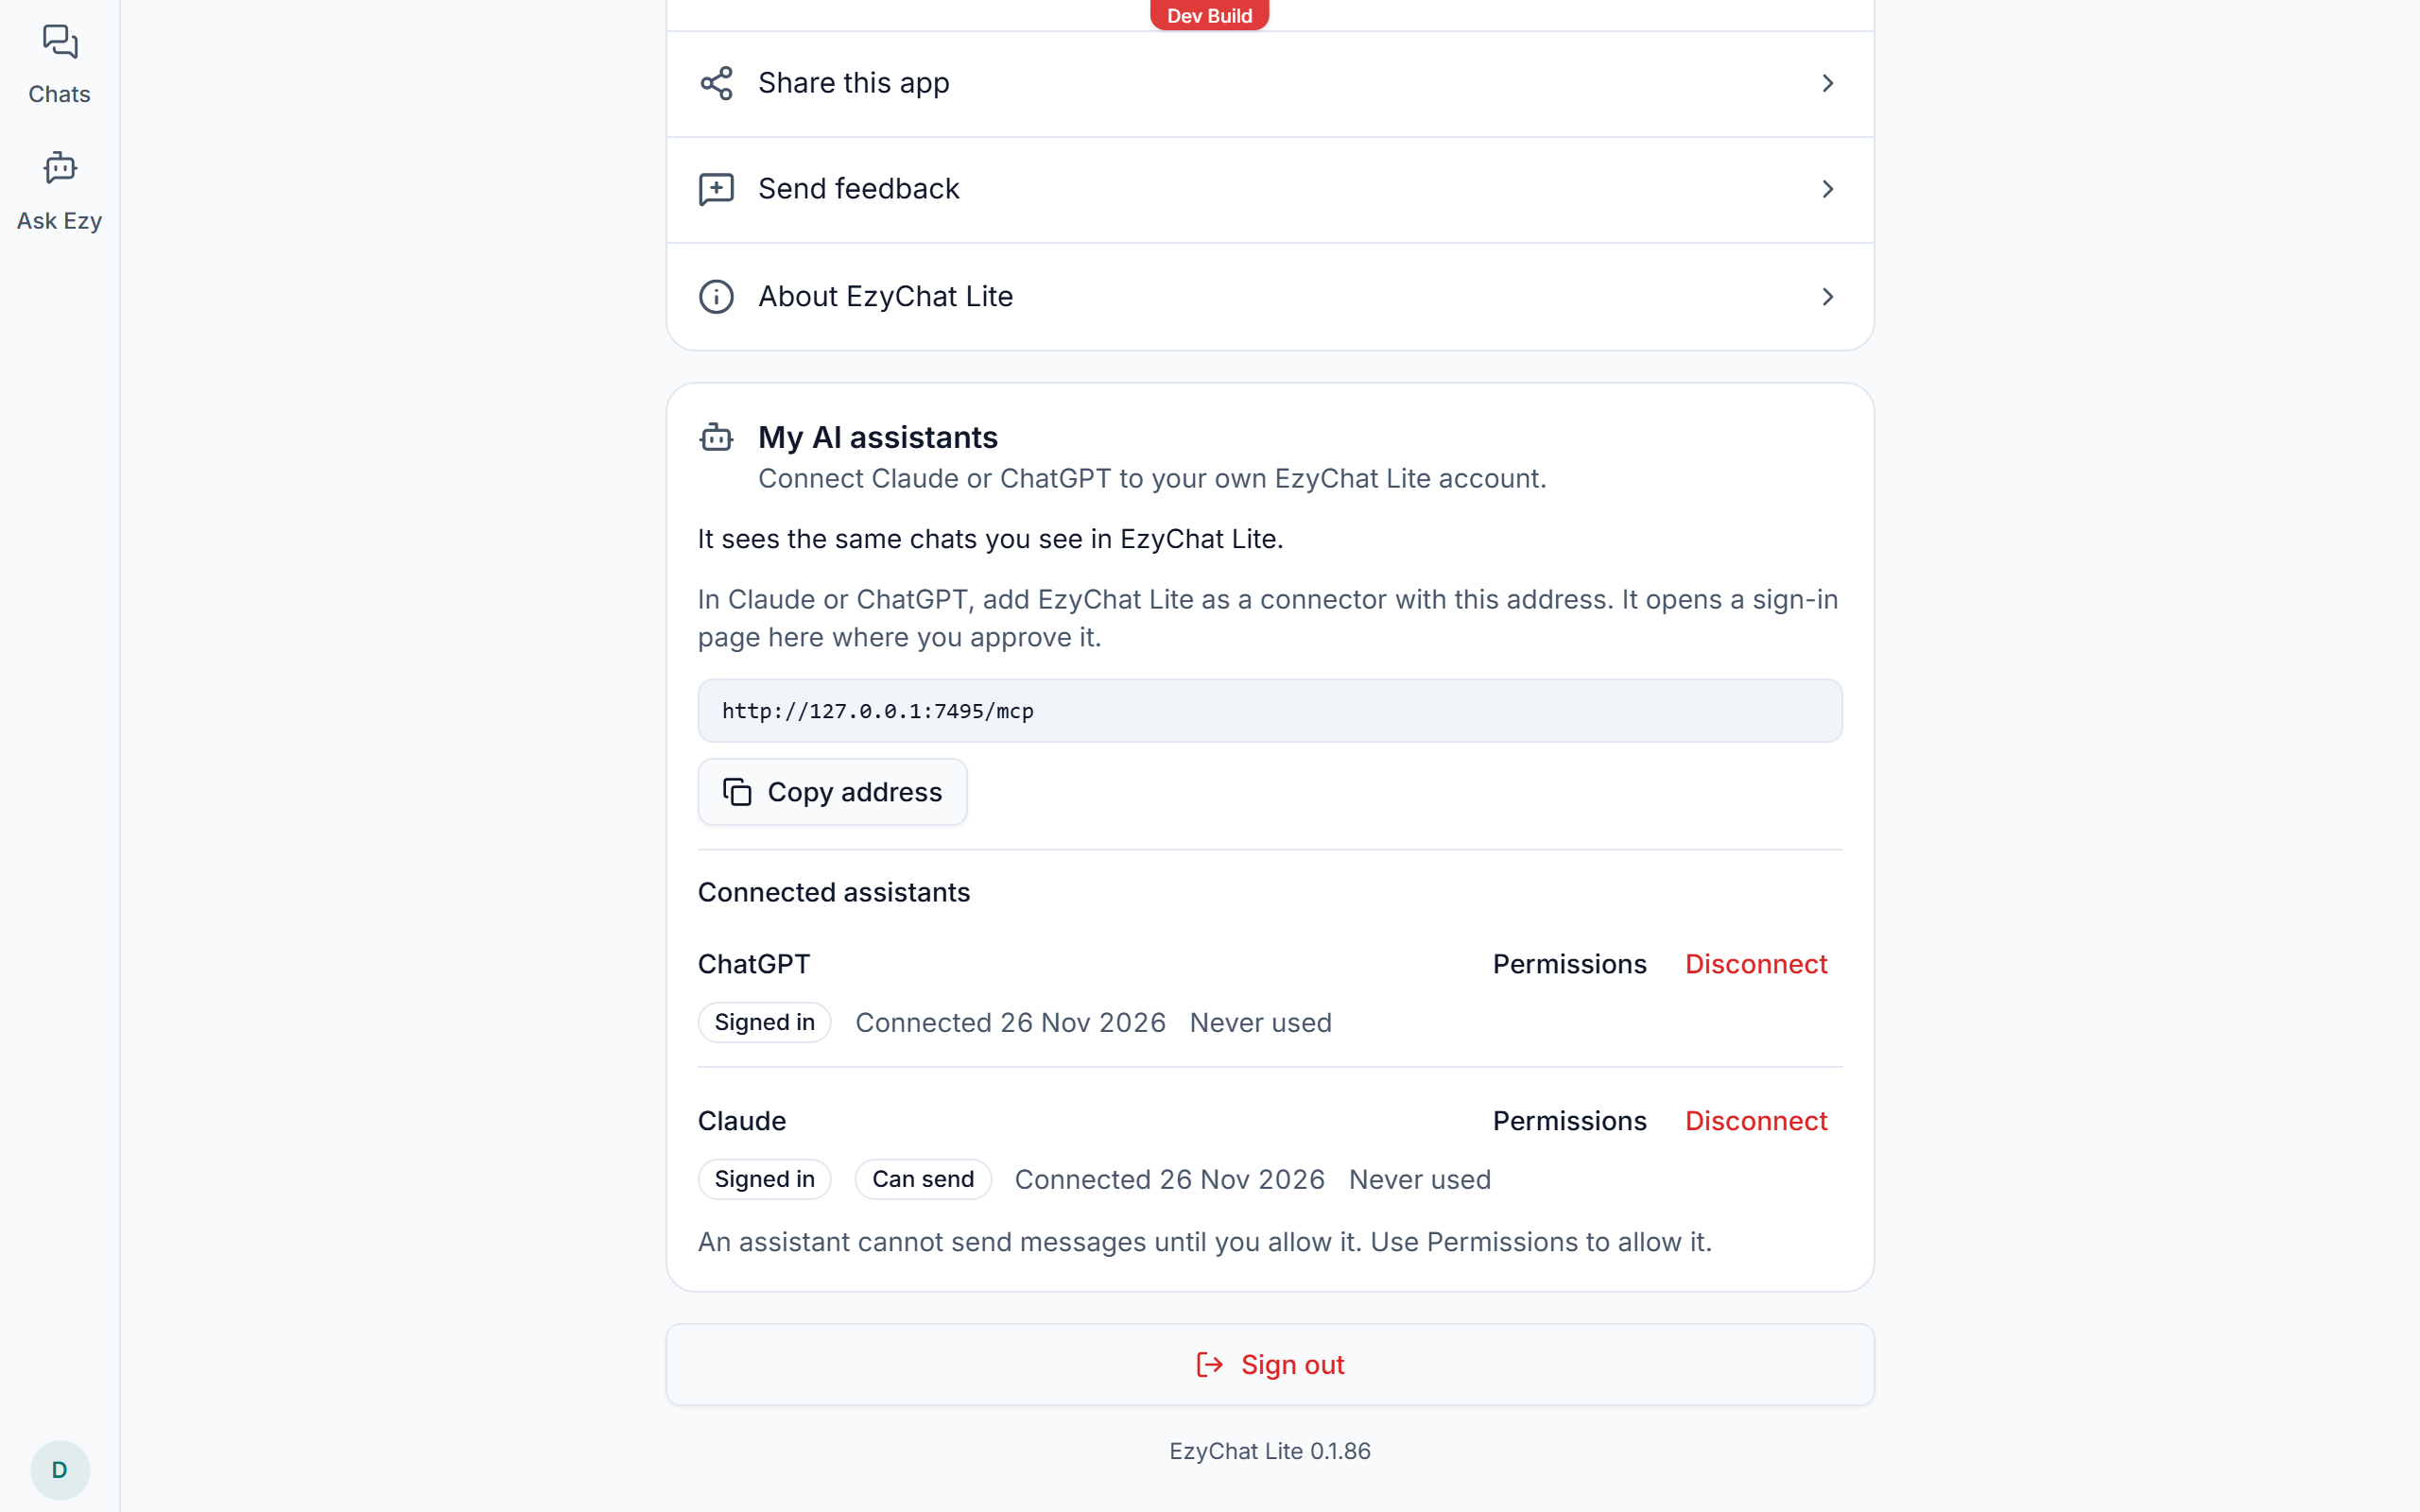 Dev Build
Chats
Ask Ezy
Share this app
Send feedback
About EzyChat Lite
My AI assistants
Connect Claude or ChatGPT to your own EzyChat Lite account.
It sees the same chats you see in EzyChat Lite.
In Claude or ChatGPT, add EzyChat Lite as a connector with this address. It opens a sign-in
page here where you approve it.
http://127.0.0.1:7495/mcp
Copy address
Connected assistants
ChatGPT Permissions Disconnect
Signed in Connected 26 Nov 2026 Never used
Claude Permissions Disconnect
Signed in Can send Connected 26 Nov 2026 Never used
An assistant cannot send messages until you allow it. Use Permissions to allow it.
Sign out
EzyChat Lite 0.1.86
D